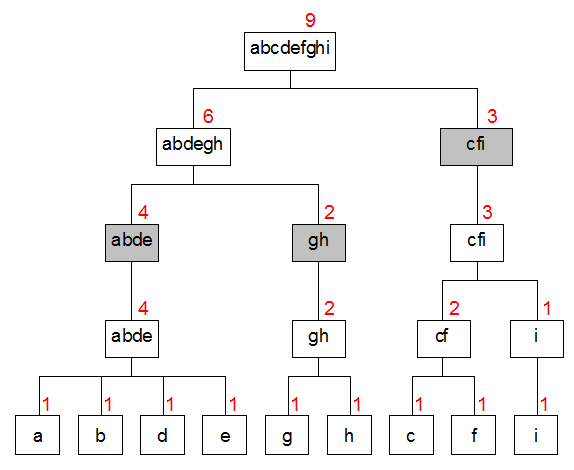 9
abcdefghi
6 3
abdegh cfi
4 2 3
abde gh cfi
4 2 2 1
abde gh cf i
1 1 1 1 1 1 1 1 1
a b d e g h c f i